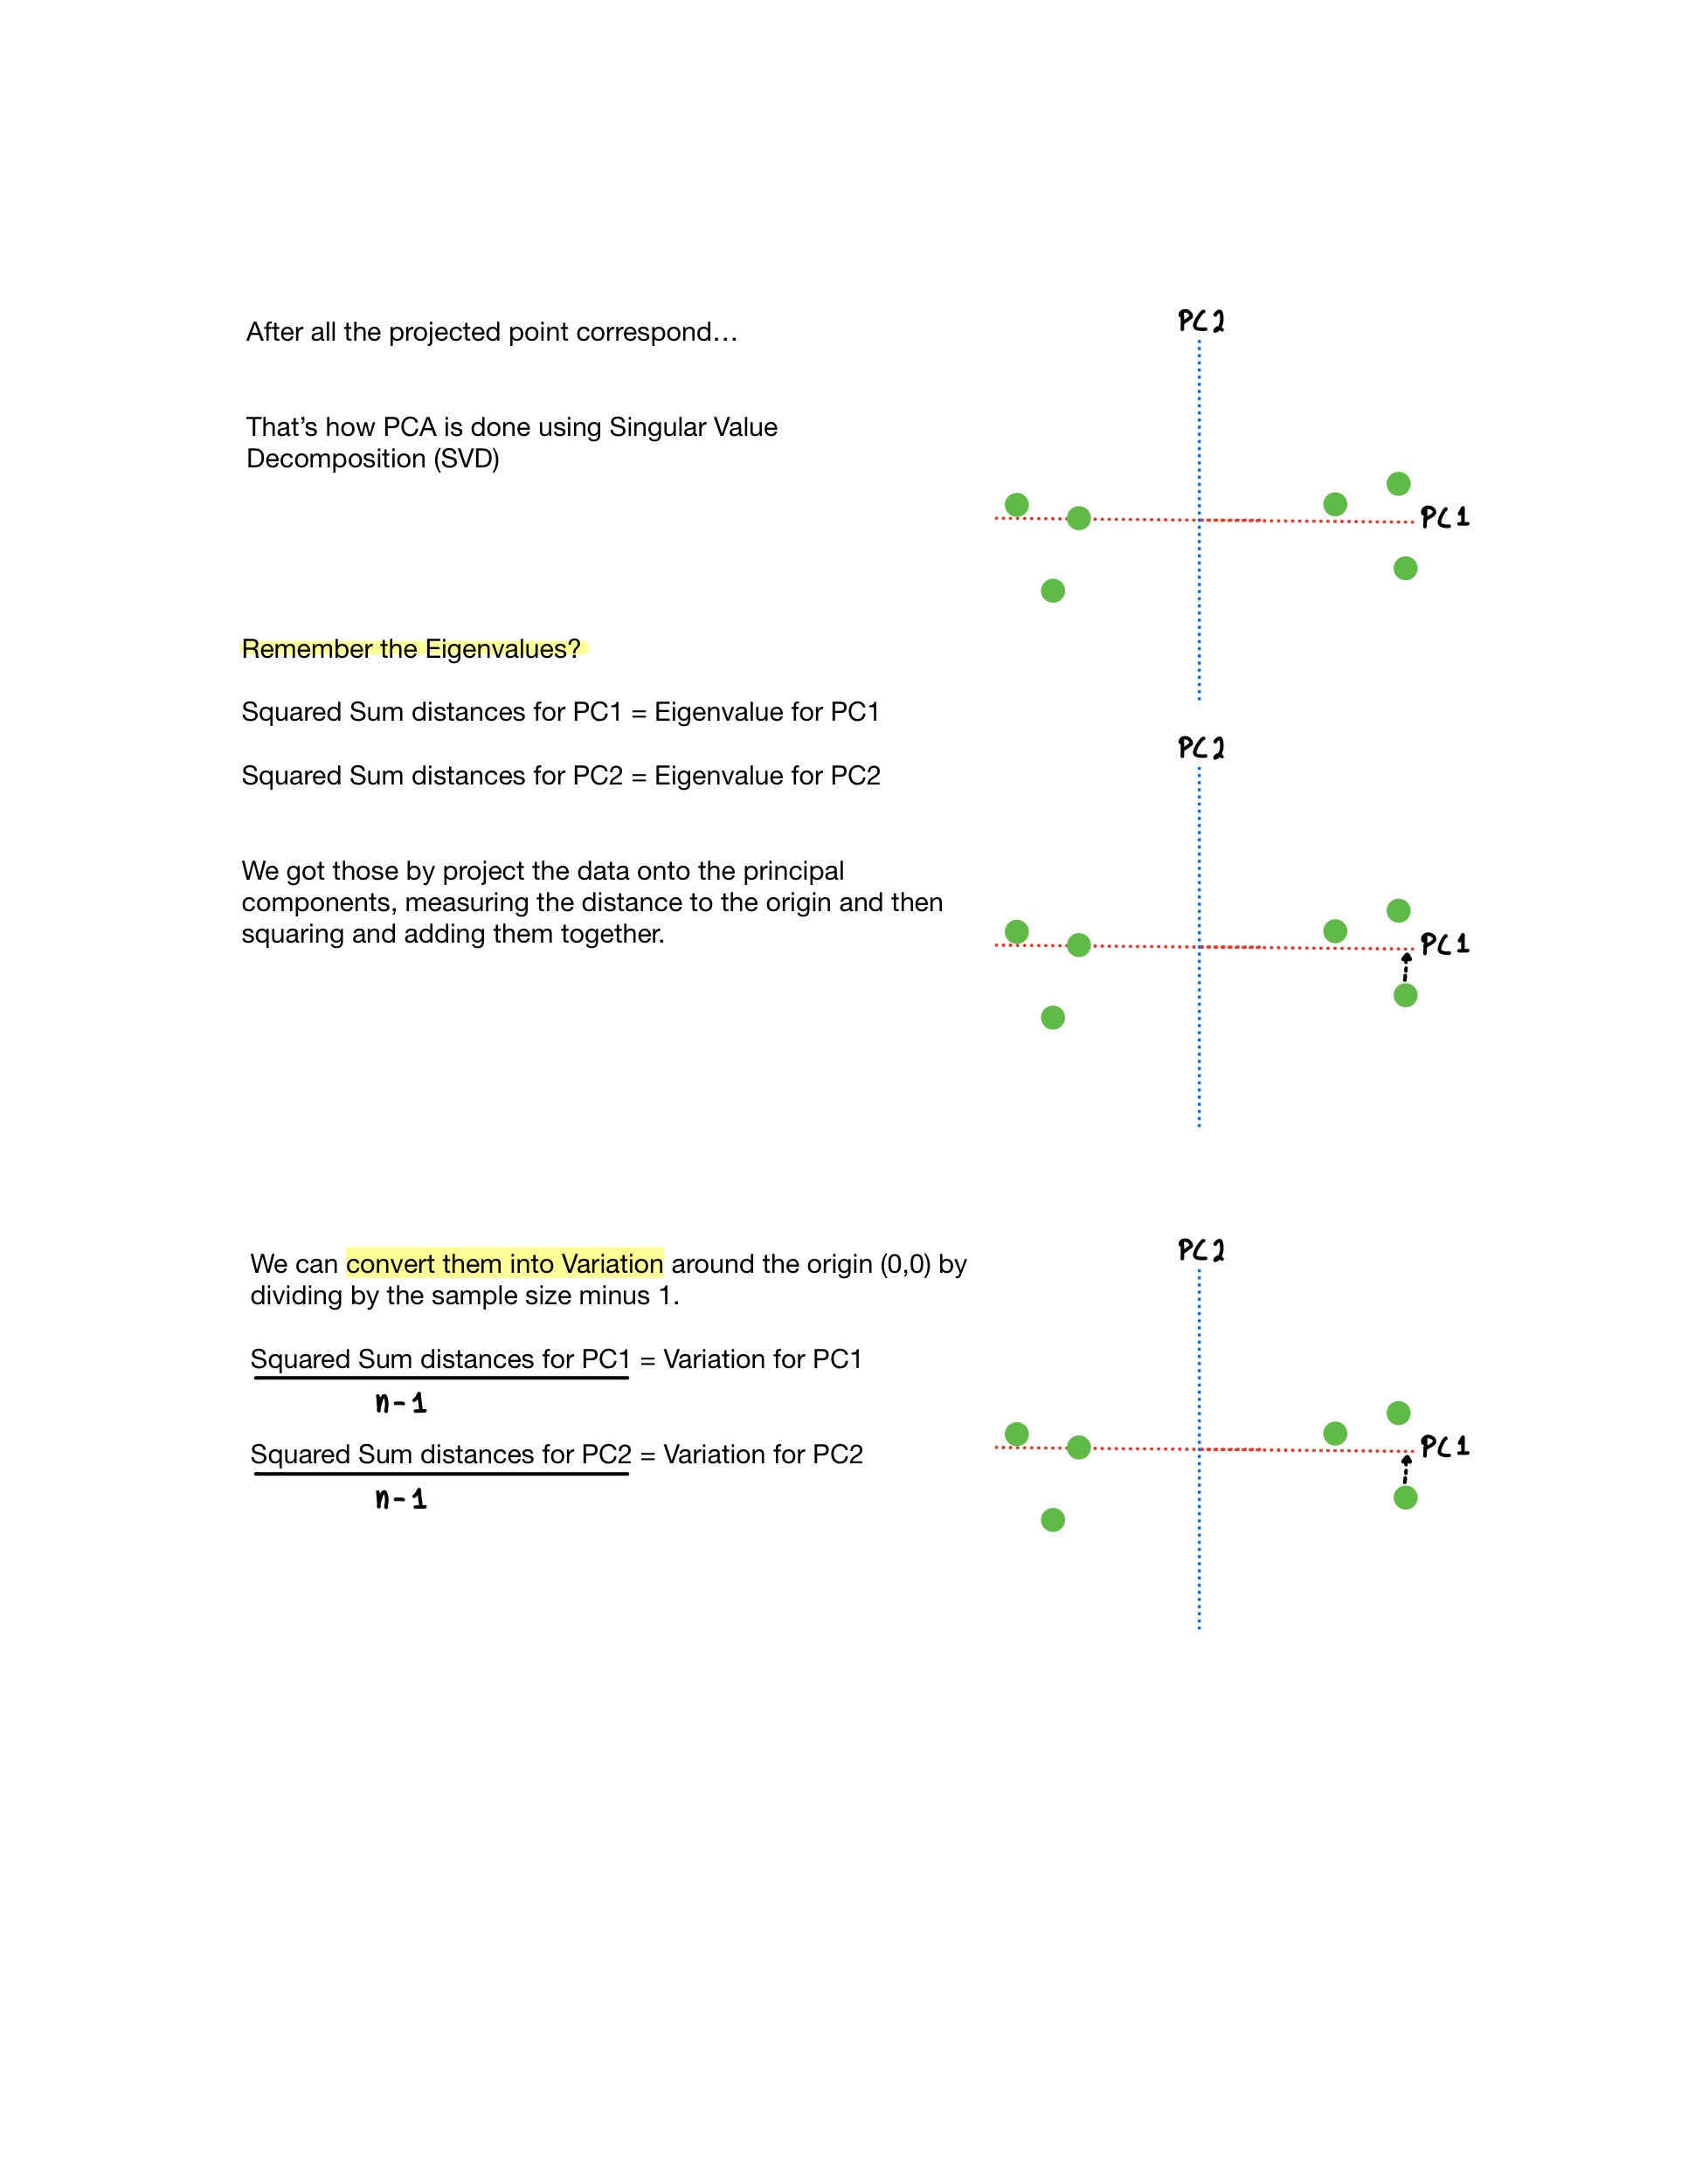 After all the projected point correspond...
PC2
That's how PCA is done using Singular Value
Decomposition (SVD)
PC1
Remember the Eigenvalues?
Squared Sum distances for PC1 = Eigenvalue for PC1
PC2
Squared Sum distances for PC2 = Eigenvalue for PC2
We got those by project the data onto the principal
components, measuring the distance to the origin and then
squaring and adding them together.
PC1
PC2
We can convert them into Variation around the origin (0,0) by
dividing by the sample size minus 1.
Squared Sum distances for PC1 = Variation for PC1
n-1
PC1
Squared Sum distances for PC2 = Variation for PC2
n-1